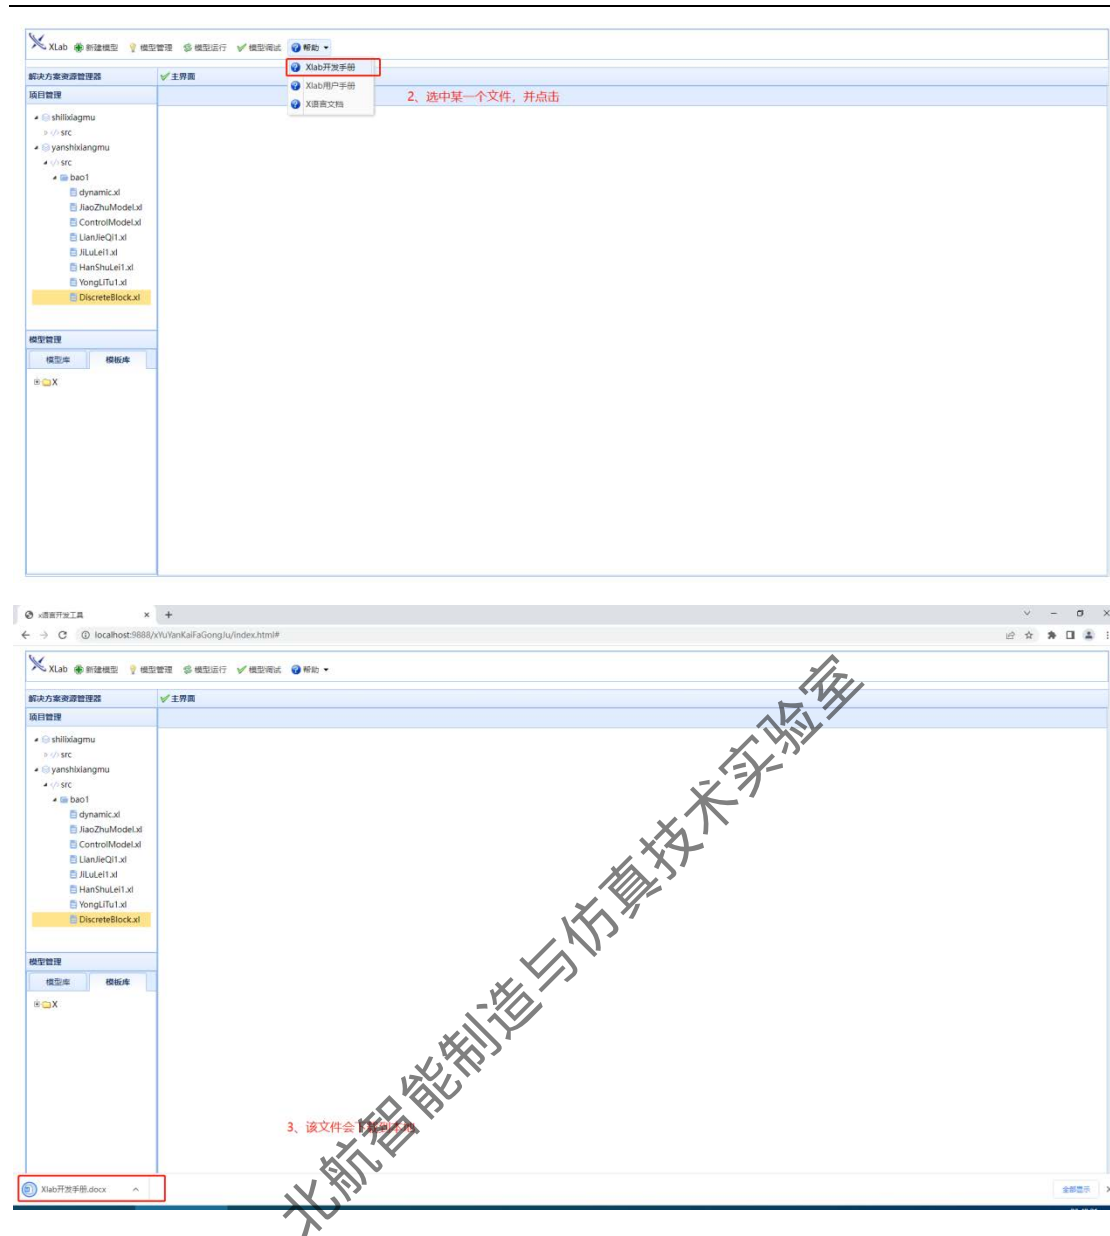 XLab 新建模型 模型管理 模型运行 模型调试 帮助
Xlab开发手册
Xlab用户手册
X语言文档
解决方案资源管理器 主界面
项目管理
2、选中某一个文件，并点击
shilixiagmu
src
yanshixiangmu
src
bao1
dynamic.xl
JiaoZhuModel.xl
ControlModel.xl
LianJieQi1.xl
JiLuLei1.xl
HanShuLei1.xl
YongLiTu1.xl
DiscreteBlock.xl
模型管理
模型库 模板库
X
x语言开发工具
localhost:9888/xYuYanKaiFaGongJu/index.html#
XLab 新建模型 模型管理 模型运行 模型调试 帮助
解决方案资源管理器 主界面
项目管理
shilixiagmu
src
yanshixiangmu
src
bao1
dynamic.xl
JiaoZhuModel.xl
ControlModel.xl
LianJieQi1.xl
JiLuLei1.xl
HanShuLei1.xl
YongLiTu1.xl
DiscreteBlock.xl
模型管理
模型库 模板库
X
3、该文件会下载到本地
Xlab开发手册.docx
全部显示
北航智能制造与仿真技术实验室